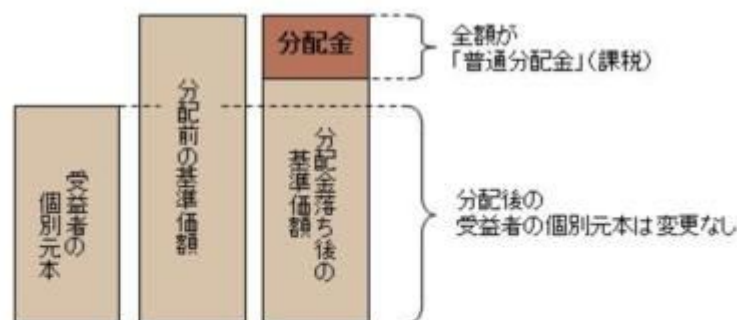 受益者の
個別元本
分配前の基準価額
分配金
分配金落ち後の
基準価額
全額が
「普通分配金」(課税)
分配後の
受益者の個別元本は変更なし